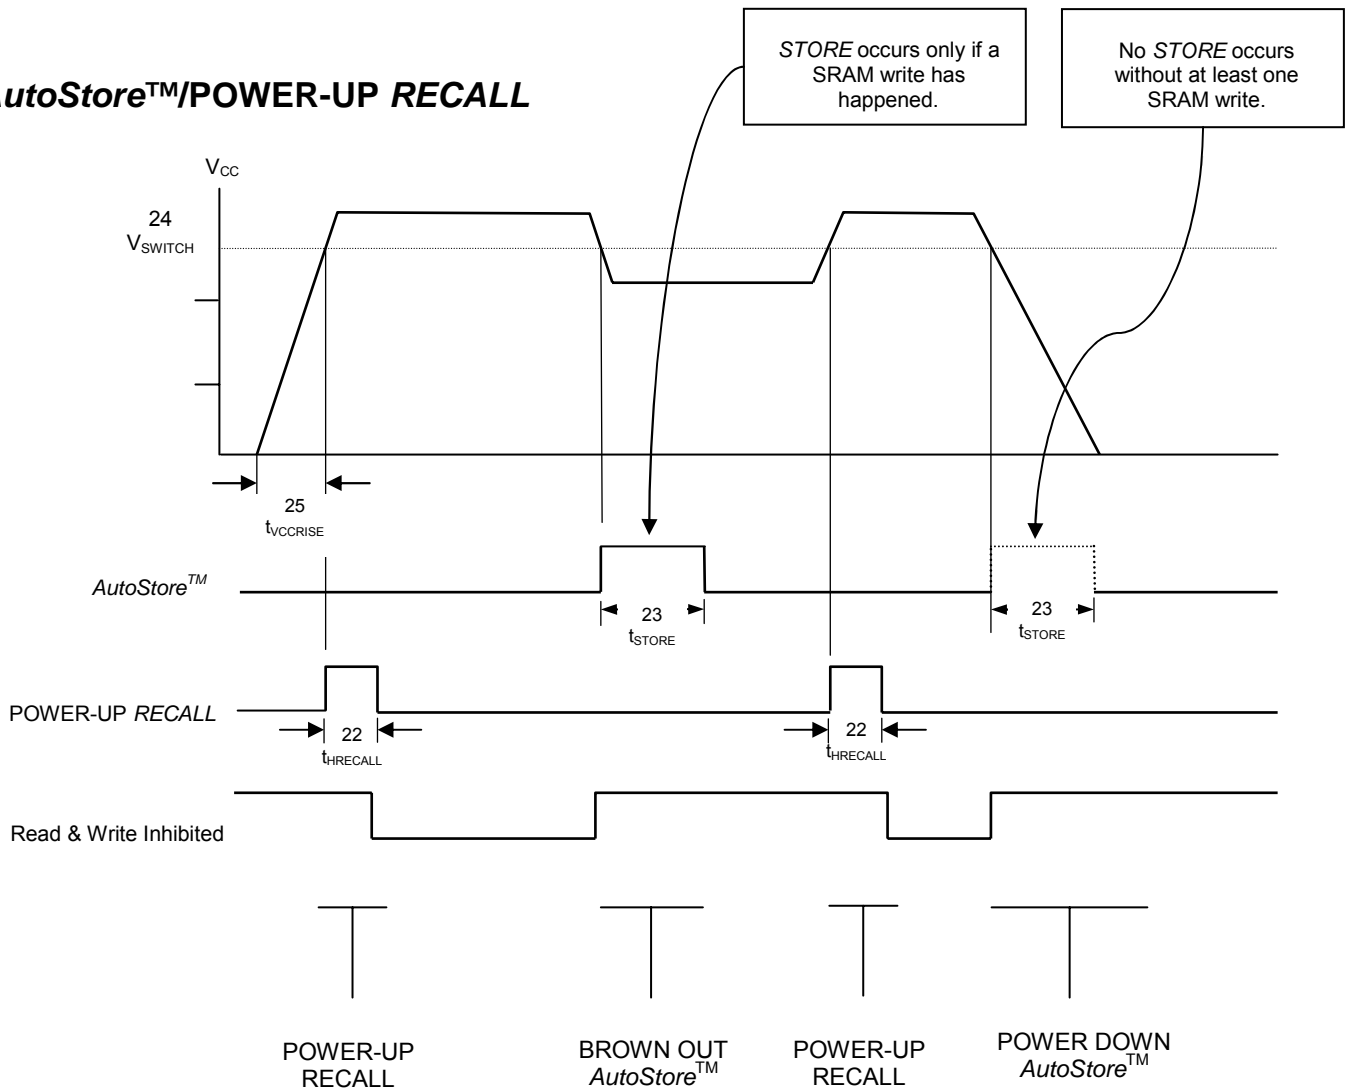 STORE occurs only if a
SRAM write has
happened.
No STORE occurs
without at least one
SRAM write.
utoStore™/POWER-UP RECALL
VCC
24
VSWITCH
25
tVCCRISE
AutoStoreTM
23
tSTORE
23
tSTORE
POWER-UP RECALL
22
tHRECALL
22
tHRECALL
Read & Write Inhibited
POWER-UP
RECALL
BROWN OUT
AutoStoreTM
POWER-UP
RECALL
POWER DOWN
AutoStoreTM